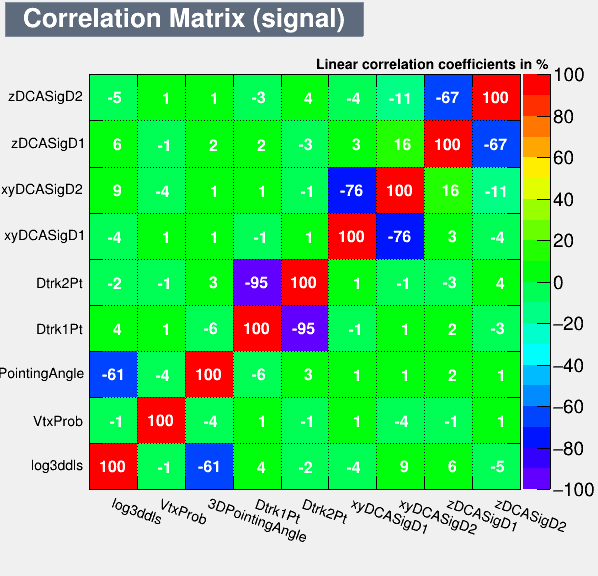 Correlation Matrix (signal)
Linear correlation coefficients in %
zDCASigD2 -5 1 1 -3 4 -4 -11 -67 100
zDCASigD1 6 -1 2 2 -3 3 16 100 -67
xyDCASigD2 9 -4 1 1 -1 -76 100 16 -11
xyDCASigD1 -4 1 1 -1 1 100 -76 3 -4
Dtrk2Pt -2 -1 3 -95 100 1 -1 -3 4
Dtrk1Pt 4 1 -6 100 -95 -1 1 2 -3
PointingAngle -61 -4 100 -6 3 1 1 2 1
VtxProb -1 100 -4 1 -1 1 -4 -1 1
log3ddls 100 -1 -61 4 -2 -4 9 6 -5
log3ddls VtxProb 3DPointingAngle Dtrk1Pt Dtrk2Pt xyDCASigD1 xyDCASigD2 zDCASigD1 zDCASigD2
100
80
60
40
20
0
−20
−40
−60
−80
−100